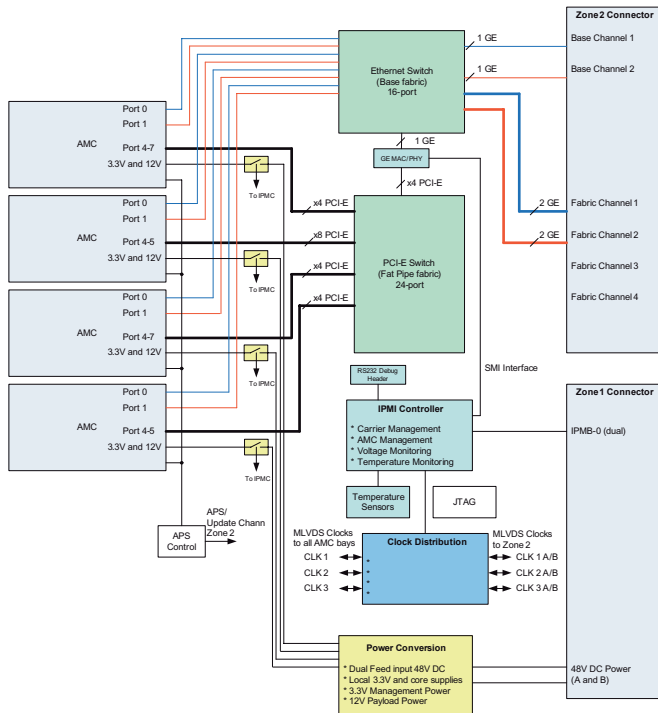 Zone2 Connector
1 GE
Base Channel 1
Ethernet Switch
(Base fabric)
16-port
1 GE
Base Channel 2
Port 0
Port 1
AMC
Port 4-7
3.3V and 12V
To IPMC
1 GE
GE MAC/PHY
x4 PCI-E
Port 0
Port 1
AMC
Port 4-5
3.3V and 12V
To IPMC
x4 PCI-E
x8 PCI-E
x4 PCI-E
x4 PCI-E
PCI-E Switch
(Fat Pipe fabric)
24-port
2 GE
Fabric Channel 1
2 GE
Fabric Channel 2
Fabric Channel 3
Fabric Channel 4
Port 0
Port 1
AMC
Port 4-7
3.3V and 12V
To IPMC
SMI Interface
RS232 Debug
Header
Port 0
Port 1
AMC
Port 4-5
3.3V and 12V
To IPMC
IPMI Controller
* Carrier Management
* AMC Management
* Voltage Monitoring
* Temperature Monitoring
Zone1 Connector
IPMB-0 (dual)
Temperature
Sensors
JTAG
APS/
Update Chann
Zone 2
APS
Control
MLVDS Clocks
to all AMC bays
CLK 1
CLK 2
CLK 3
Clock Distribution
*
*
*
*
MLVDS Clocks
to Zone 2
CLK 1 A/B
CLK 2 A/B
CLK 3 A/B
Power Conversion
* Dual Feed input 48V DC
* Local 3.3V and core supplies
* 3.3V Management Power
* 12V Payload Power
48V DC Power
(A and B)